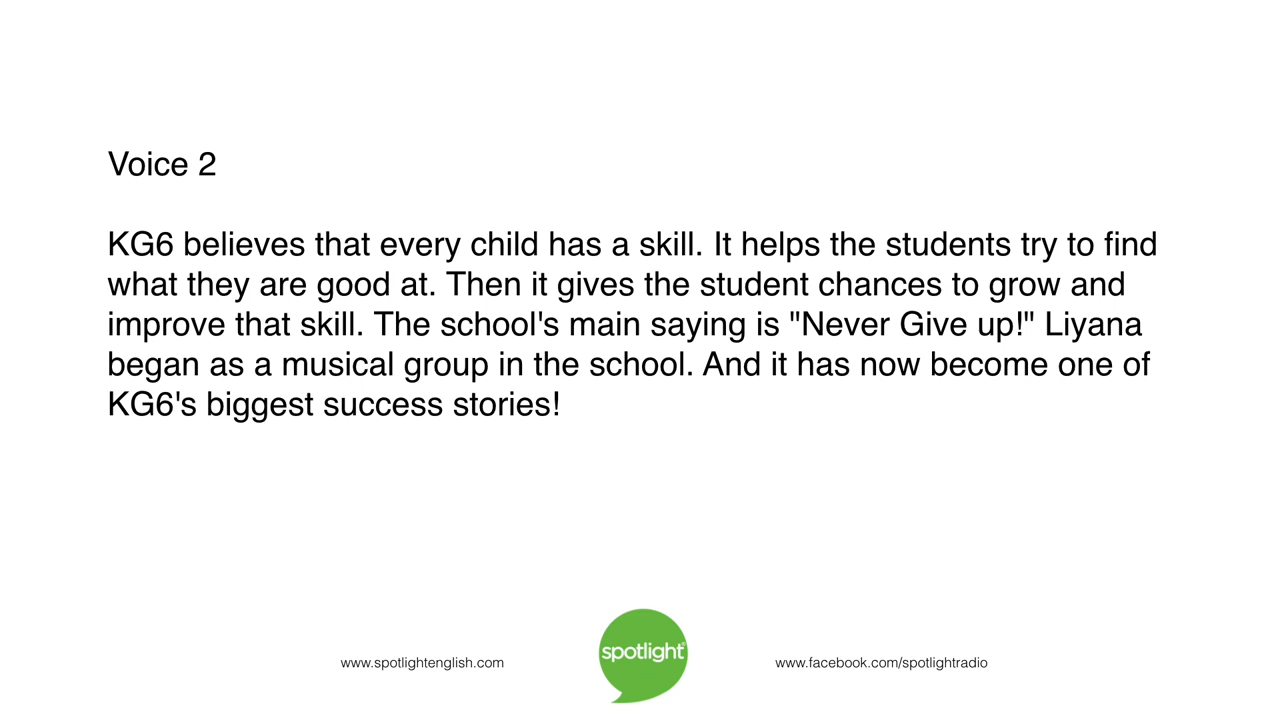 Voice 2
KG6 believes that every child has a skill. It helps the students try to find
what they are good at. Then it gives the student chances to grow and
improve that skill. The school's main saying is "Never Give up!" Liyana
began as a musical group in the school. And it has now become one of
KG6's biggest success stories!
www.spotlightenglish.com
spotlight®
www.facebook.com/spotlightradio